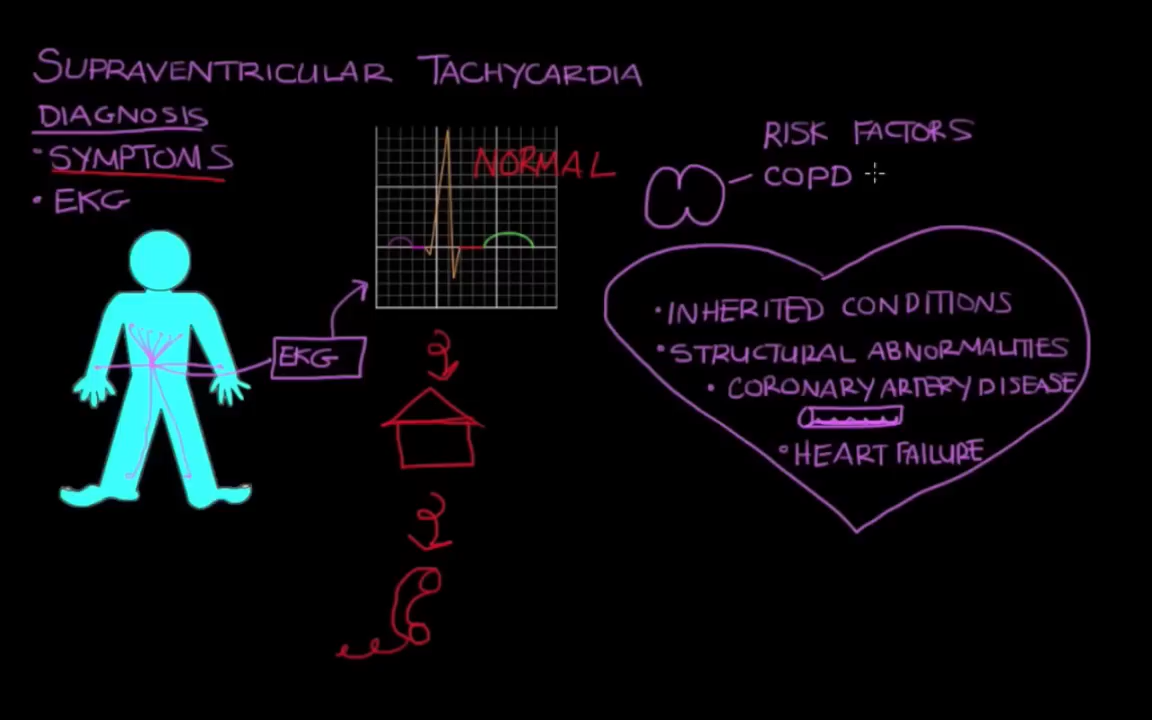 SUPRAVENTRICULAR TACHYCARDIA
DIAGNOSIS
• SYMPTOMS
• EKG
EKG
NORMAL
RISK FACTORS
COPD
• INHERITED CONDITIONS
• STRUCTURAL ABNORMALITIES
• CORONARY ARTERY DISEASE
• HEART FAILURE